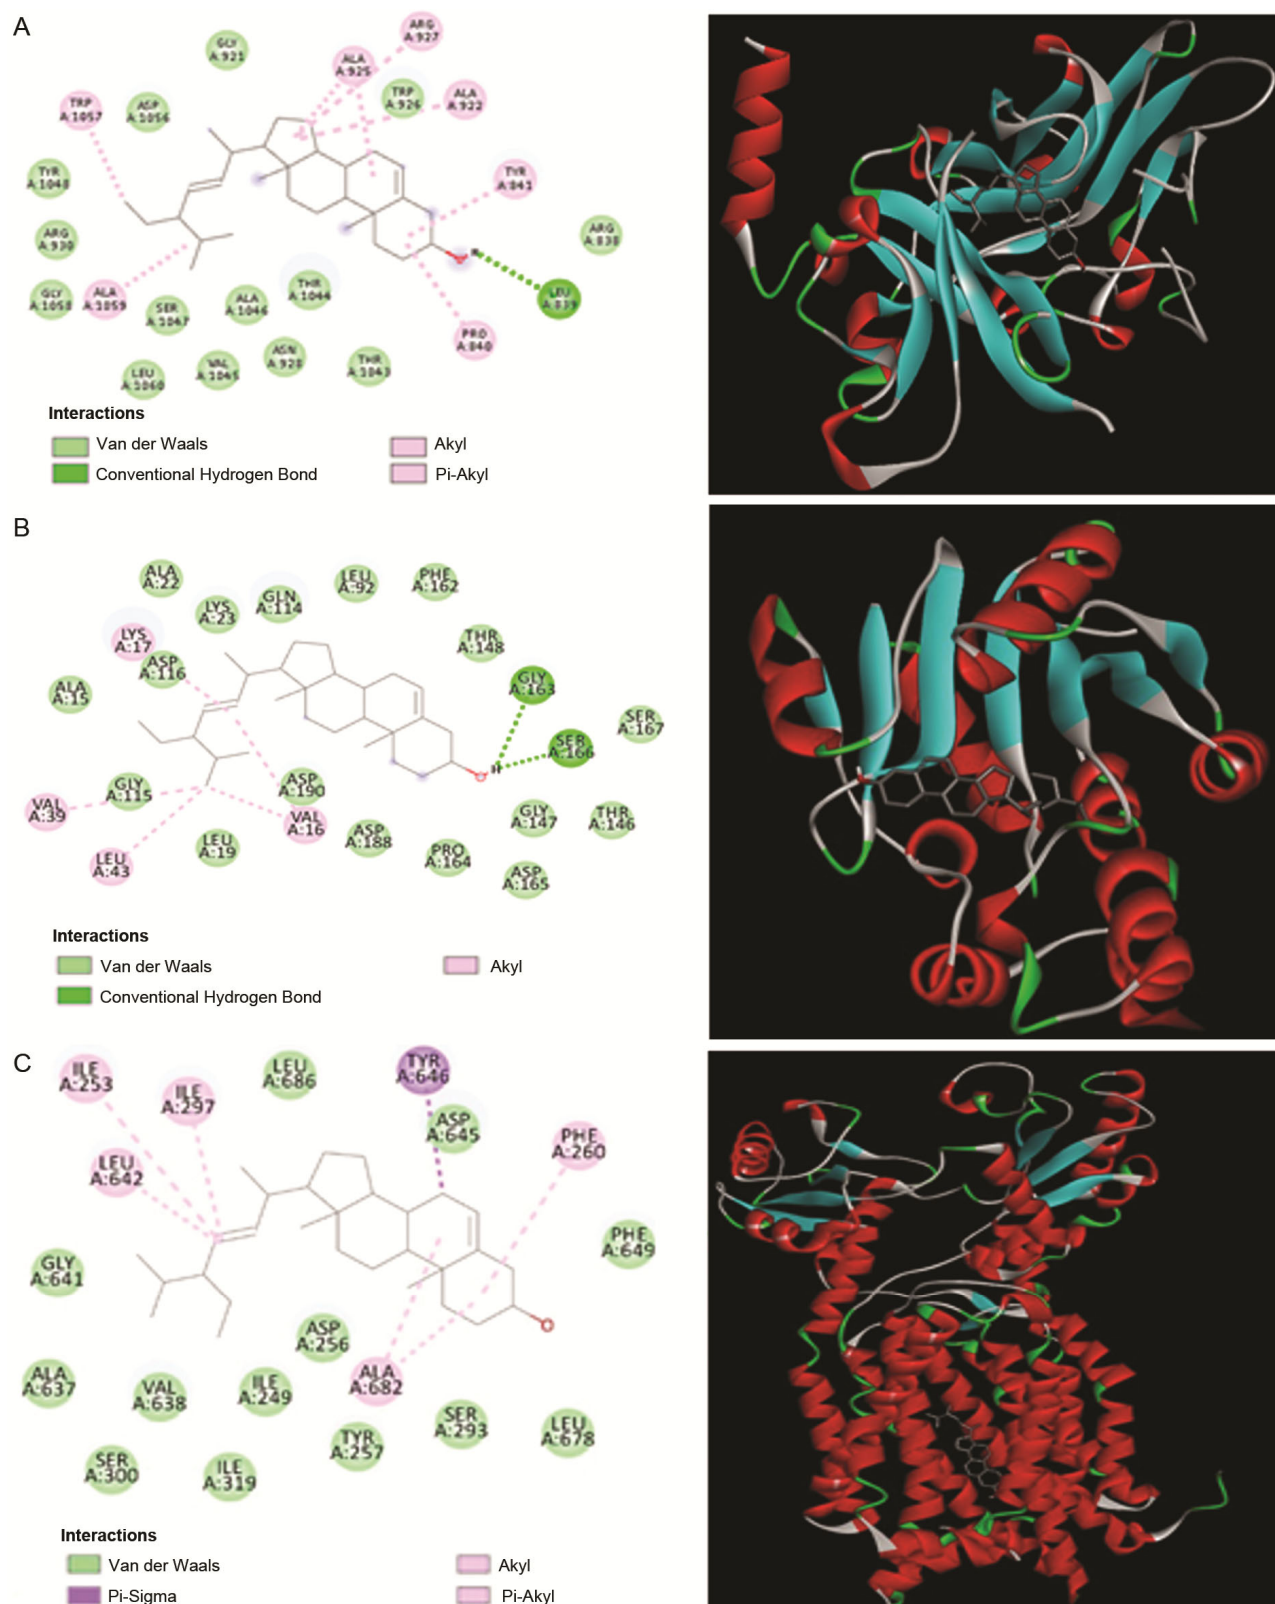 A
GLY
A:921
ARG
A:927
ALA
A:925
TRP
A:926
ALA
A:922
TRP
A:1057
ASP
A:1056
TYR
A:1048
TYR
A:841
ARG
A:930
ARG
A:838
GLY
A:1058
ALA
A:1059
SER
A:1047
ALA
A:1046
THR
A:1044
LEU
A:839
PRO
A:840
LEU
A:1060
VAL
A:1045
ASN
A:928
THR
A:1043
H
Interactions
Van der Waals
Akyl
Conventional Hydrogen Bond
Pi-Akyl
B
ALA
A:22
LYS
A:23
GLN
A:114
LEU
A:92
PHE
A:162
LYS
A:17
ASP
A:116
THR
A:148
ALA
A:15
GLY
A:163
SER
A:166
SER
A:167
O H
GLY
A:115
ASP
A:190
VAL
A:39
VAL
A:16
GLY
A:147
THR
A:146
LEU
A:43
LEU
A:19
ASP
A:188
PRO
A:164
ASP
A:165
Interactions
Van der Waals
Akyl
Conventional Hydrogen Bond
C
ILE
A:253
ILE
A:297
LEU
A:686
TYR
A:646
ASP
A:645
PHE
A:260
LEU
A:642
GLY
A:641
PHE
A:649
O
ASP
A:256
ALA
A:637
VAL
A:638
ILE
A:249
ALA
A:682
SER
A:293
LEU
A:678
SER
A:300
ILE
A:319
TYR
A:257
Interactions
Van der Waals
Akyl
Pi-Sigma
Pi-Akyl